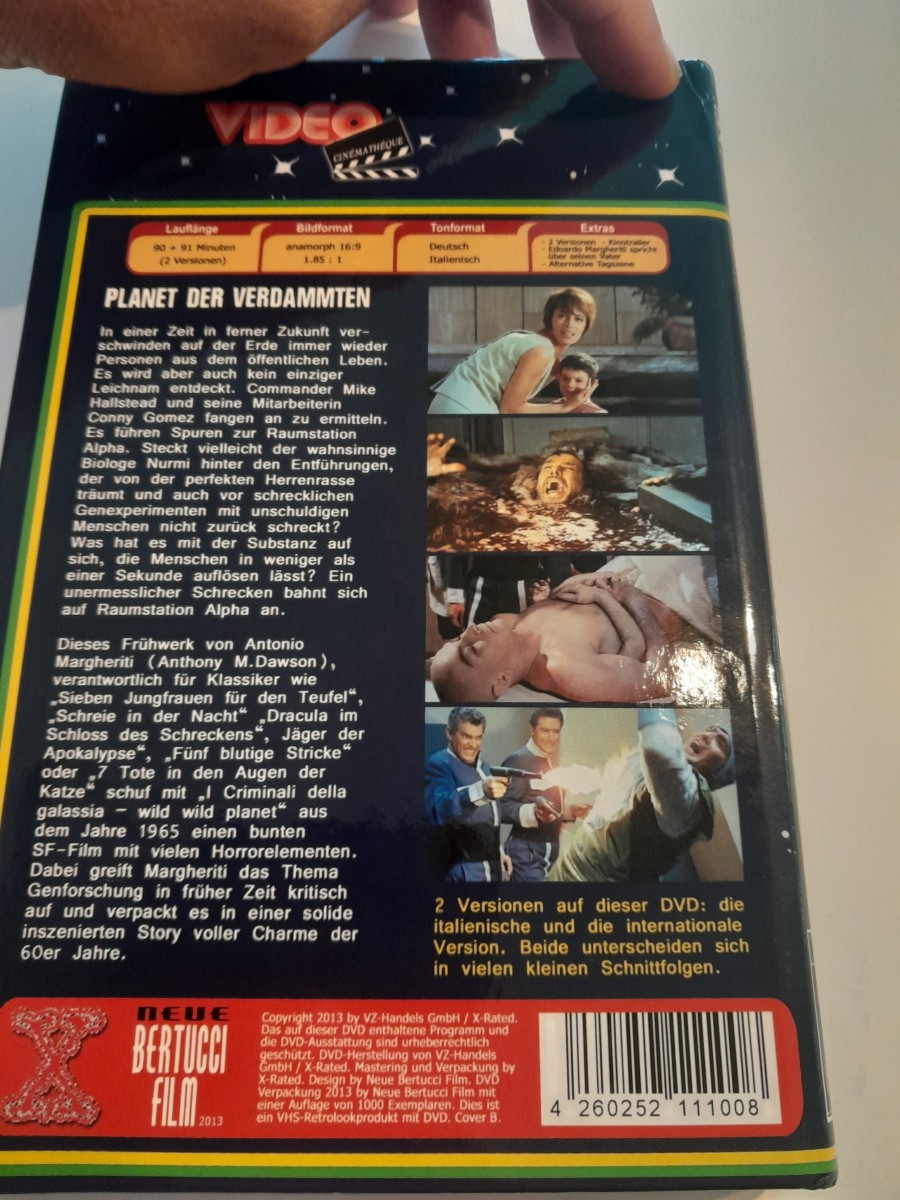 VIDEO
CINÉMATHÈQUE
Lauflänge
90 + 91 Minuten
(2 Versionen)
Bildformat
anamorph 16:9
1.85 : 1
Tonformat
Deutsch
Italienisch
Extras
- 2 Versionen - Kinotrailer
- Edoardo Margheriti spricht
über seinen Vater
- Alternative Tagszene
PLANET DER VERDAMMTEN
In einer Zeit in ferner Zukunft ver-
schwinden auf der Erde immer wieder
Personen aus dem öffentlichen Leben.
Es wird aber auch kein einziger
Leichnam entdeckt. Commander Mike
Hallstead und seine Mitarbeiterin
Conny Gomez fangen an zu ermitteln.
Es führen Spuren zur Raumstation
Alpha. Steckt vielleicht der wahnsinnige
Biologe Nurmi hinter den Entführungen,
der von der perfekten Herrenrasse
träumt und auch vor schrecklichen
Genexperimenten mit unschuldigen
Menschen nicht zurück schreckt?
Was hat es mit der Substanz auf
sich, die Menschen in weniger als
einer Sekunde auflösen lässt? Ein
unermesslicher Schrecken bahnt sich
auf Raumstation Alpha an.
Dieses Frühwerk von Antonio
Margheriti (Anthony M.Dawson),
verantwortlich für Klassiker wie
„Sieben Jungfrauen für den Teufel“,
„Schreie in der Nacht“ „Dracula im
Schloss des Schreckens“, Jäger der
Apokalypse“, „Fünf blutige Stricke“
oder „7 Tote in den Augen der
Katze“ schuf mit „I Criminali della
galassia – wild wild planet“ aus
dem Jahre 1965 einen bunten
SF-Film mit vielen Horrorelementen.
Dabei greift Margheriti das Thema
Genforschung in früher Zeit kritisch
auf und verpackt es in einer solide
inszenierten Story voller Charme der
60er Jahre.
2 Versionen auf dieser DVD: die
italienische und die internationale
Version. Beide unterscheiden sich
in vielen kleinen Schnittfolgen.
X
NEUE
BERTUCCI
FILM 2013
Copyright 2013 by VZ-Handels GmbH / X-Rated.
Das auf dieser DVD enthaltene Programm und
die DVD-Ausstattung sind urheberrechtlich
geschützt. DVD-Herstellung von VZ-Handels
GmbH / X-Rated. Mastering und Verpackung by
X-Rated. Design by Neue Bertucci Film. DVD
Verpackung 2013 by Neue Bertucci Film mit
einer Auflage von 1000 Exemplaren. Dies ist
ein VHS-Retrolookprodukt mit DVD. Cover B.
4 260252 111008